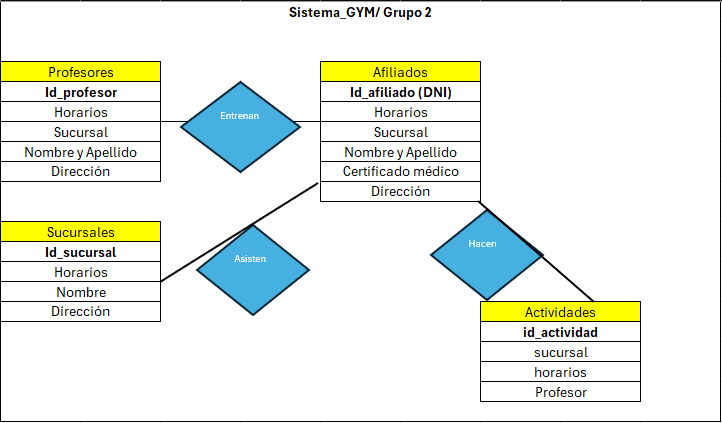 Sistema_GYM/ Grupo 2
Profesores
Id_profesor
Horarios
Sucursal
Nombre y Apellido
Dirección
Entrenan
Afiliados
Id_afiliado (DNI)
Horarios
Sucursal
Nombre y Apellido
Certificado médico
Dirección
Sucursales
Id_sucursal
Horarios
Nombre
Dirección
Asisten
Hacen
Actividades
id_actividad
sucursal
horarios
Profesor